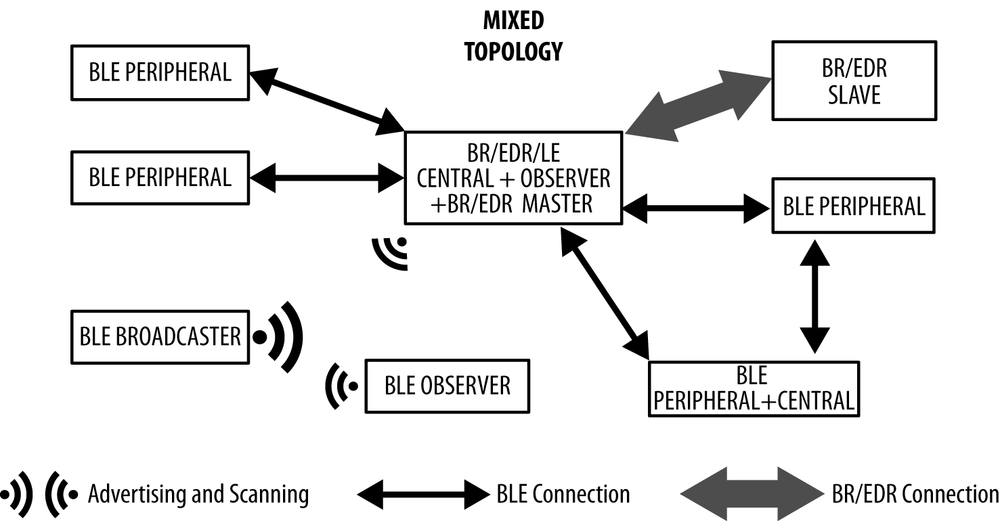 MIXED
TOPOLOGY
BLE PERIPHERAL
BR/EDR
SLAVE
BR/EDR/LE
CENTRAL + OBSERVER
+BR/EDR MASTER
BLE PERIPHERAL
BLE PERIPHERAL
BLE BROADCASTER
BLE OBSERVER
BLE
PERIPHERAL+CENTRAL
Advertising and Scanning
BLE Connection
BR/EDR Connection